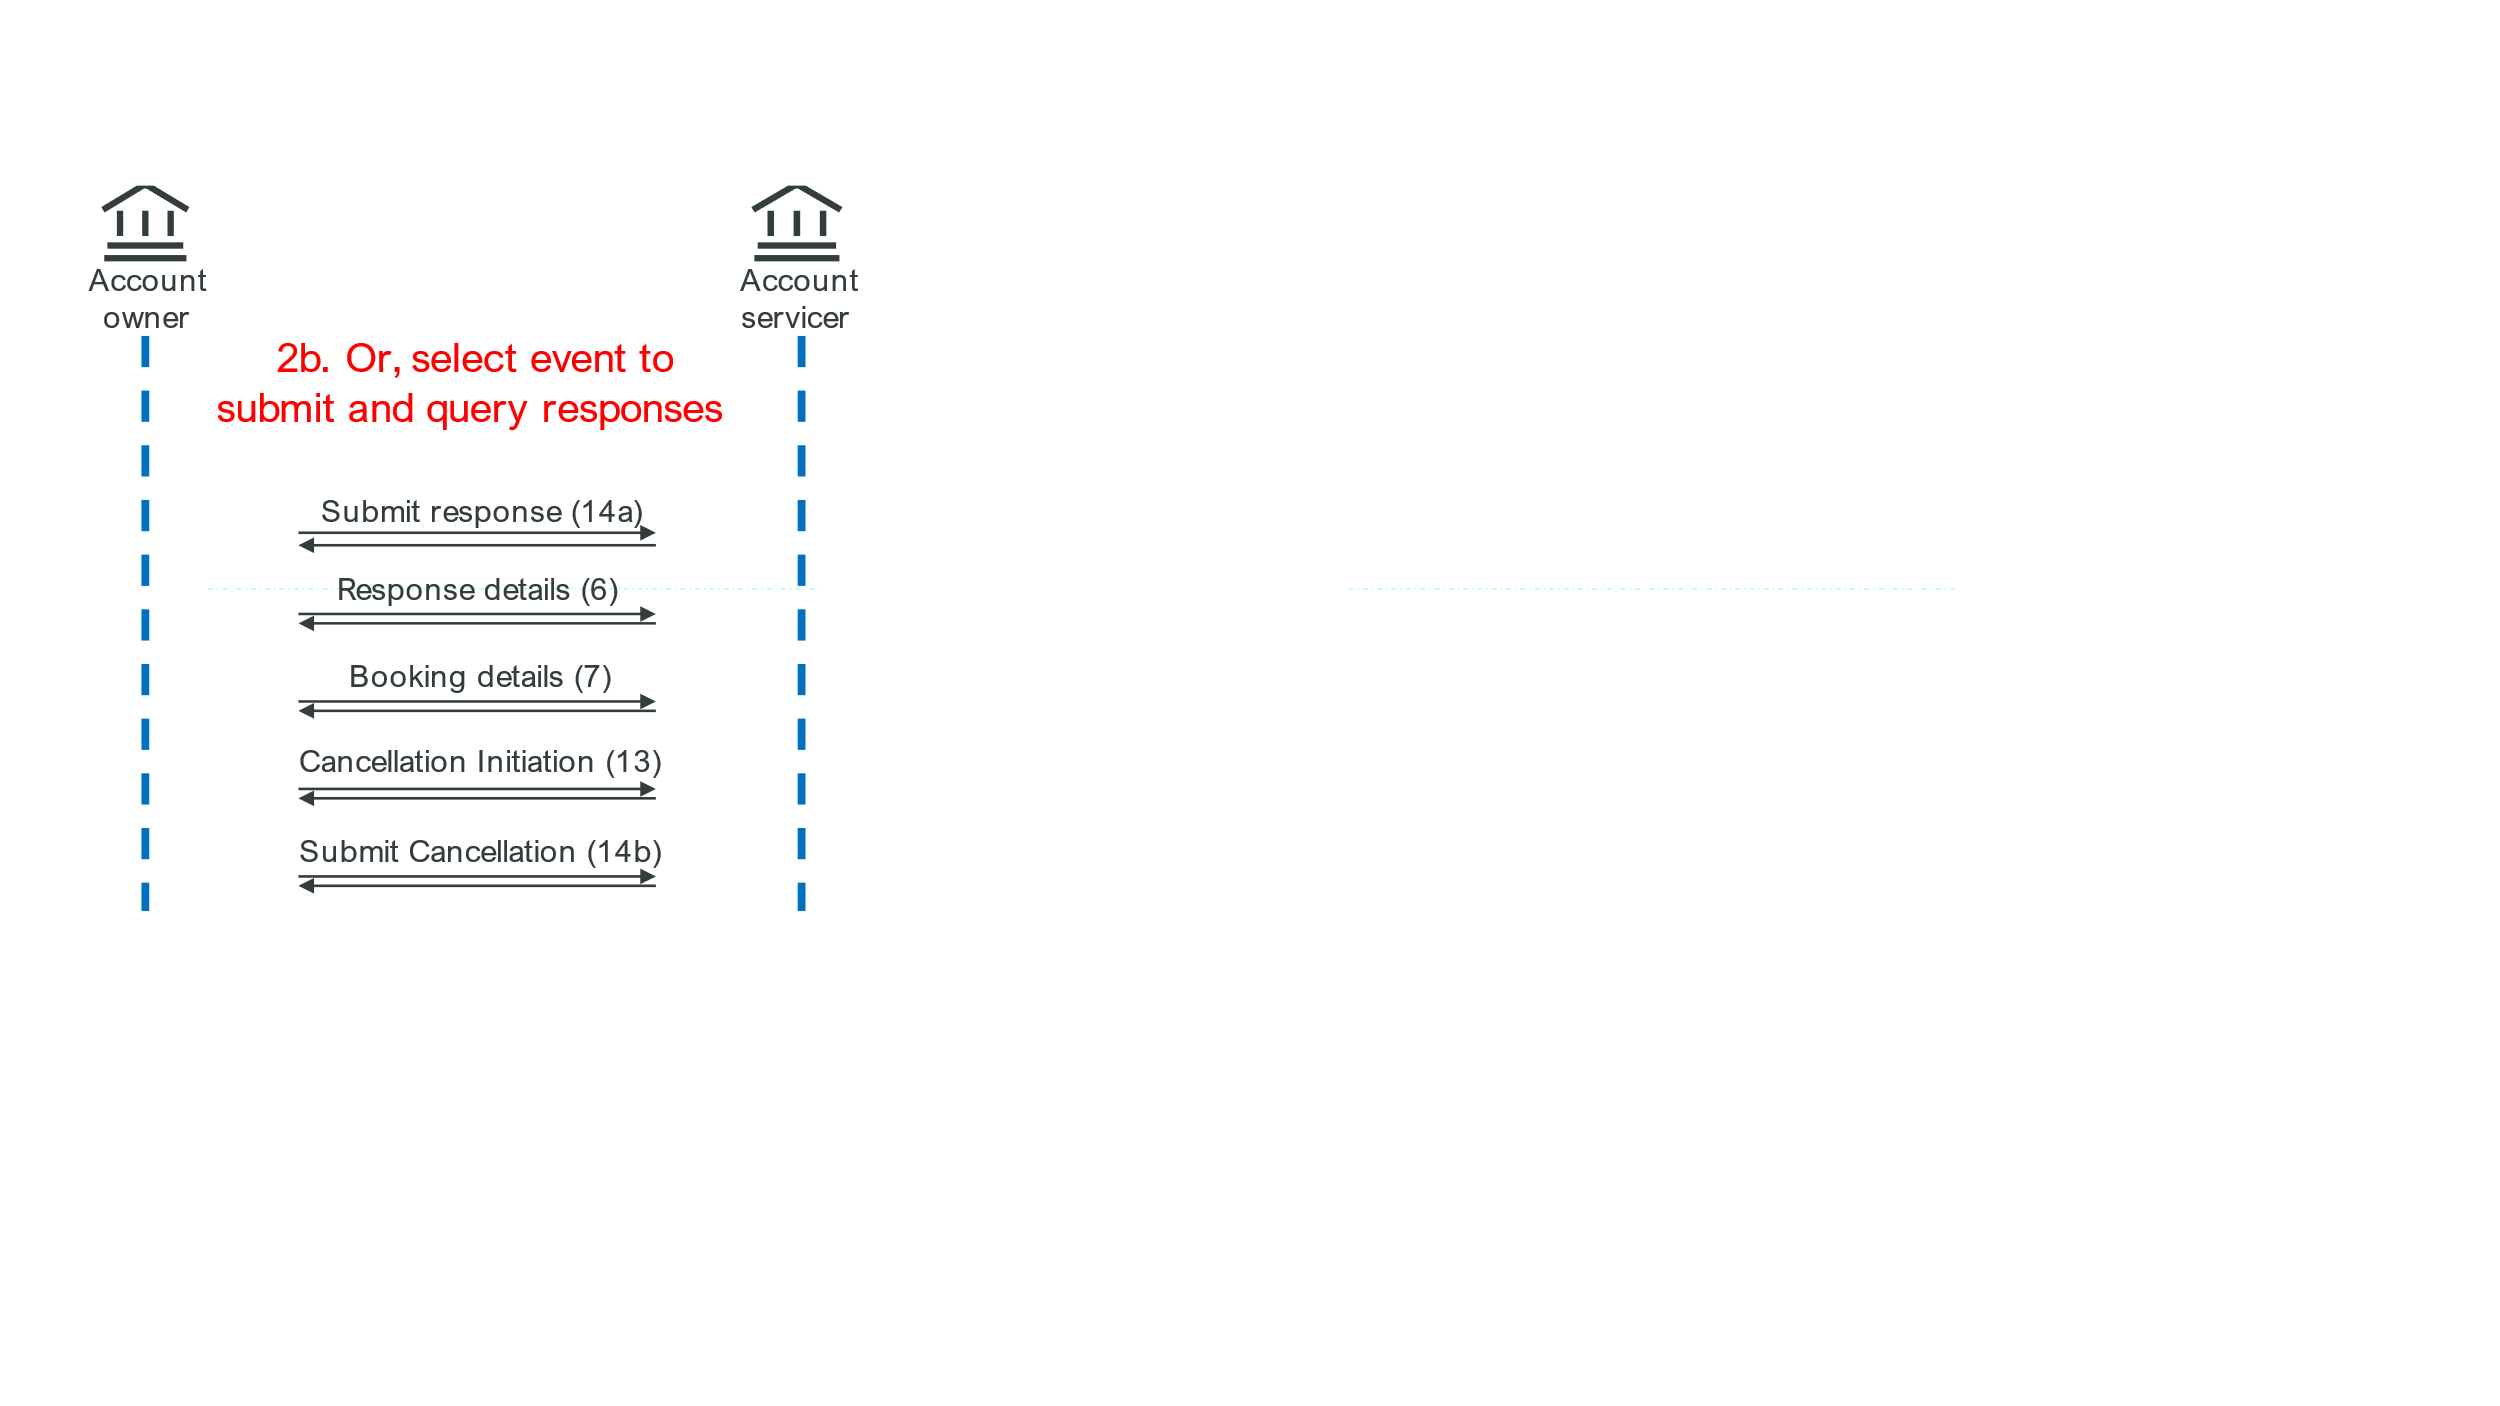 Account
owner
Account
servicer
2b. Or, select event to
submit and query responses
Submit response (14a)
Response details (6)
Booking details (7)
Cancellation Initiation (13)
Submit Cancellation (14b)